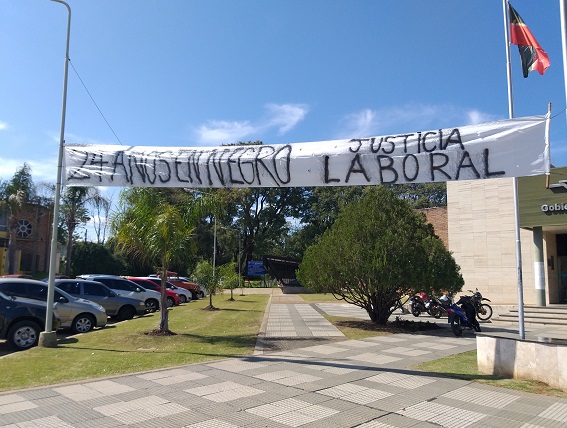 24 AÑOS EN NEGRO JUSTICIA
LABORAL
Gobie